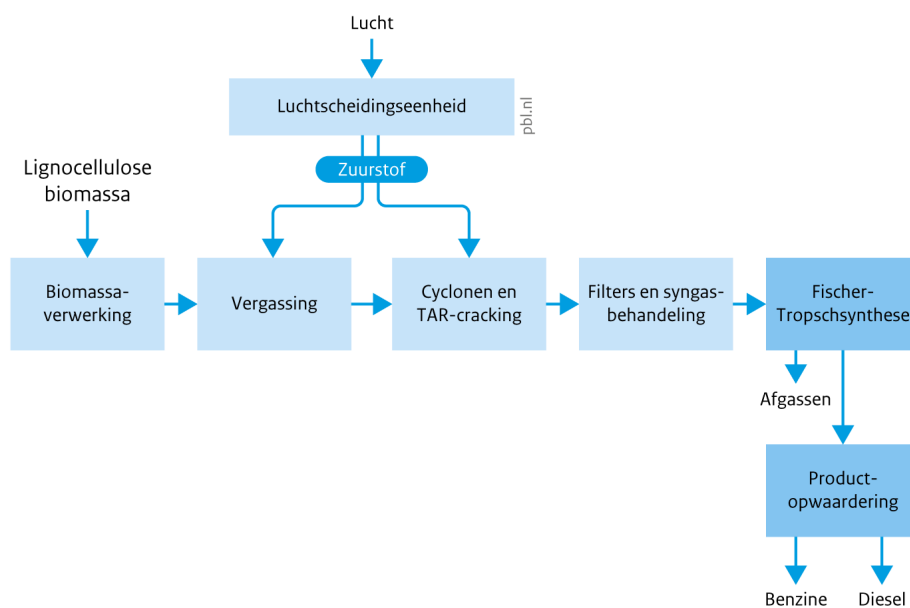 Lucht
Luchtscheidingseenheid
pbl.nl
Zuurstof
Lignocellulose
biomassa
Biomassa-
verwerking
Vergassing
Cyclonen en
TAR-cracking
Filters en syngas-
behandeling
Fischer-
Tropschsynthese
Afgassen
Product-
opwaardering
Benzine
Diesel